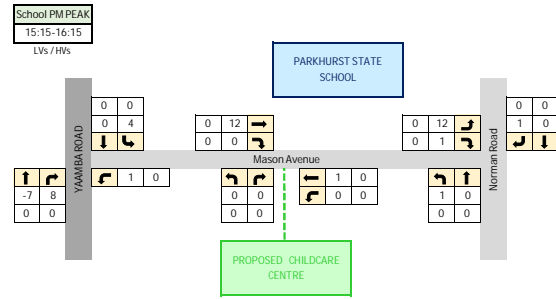 School PM PEAK
15:15-16:15
LVs / HVs
PARKHURST STATE
SCHOOL
0 0
0 4
0 12
0 0
0 12
0 1
0 0
1 0
YAAMBA ROAD
Mason Avenue
Norman Road
-7 8
0 0
1 0
0 0
0 0
1 0
0 0
1 0
0 0
PROPOSED CHILDCARE
CENTRE